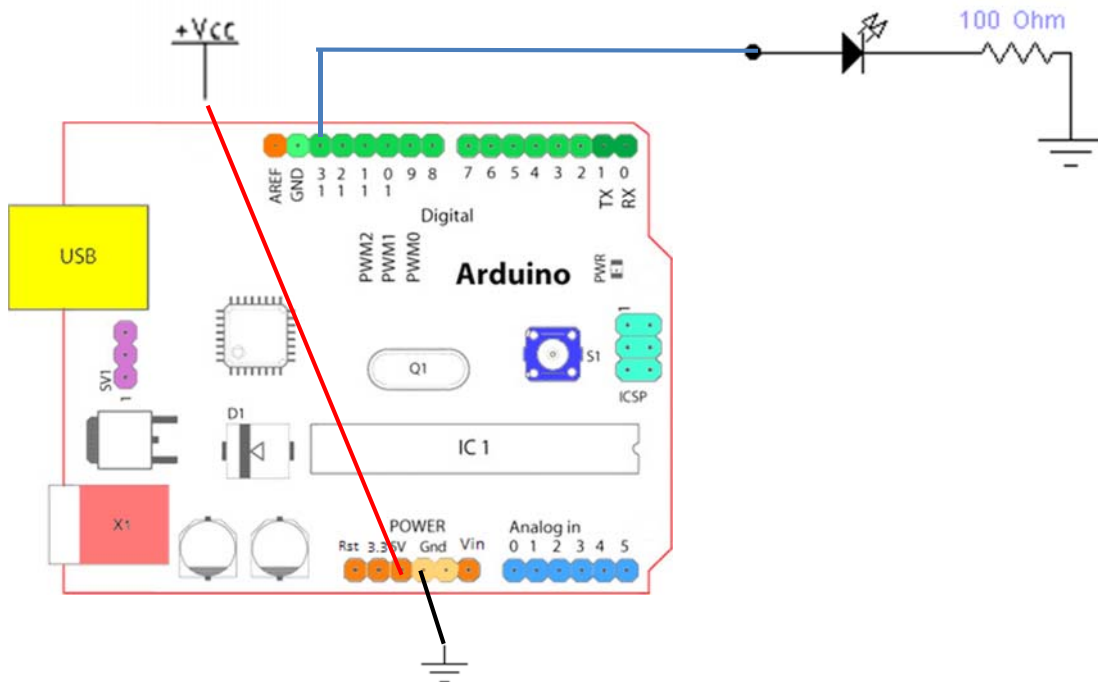 +Vcc
100 Ohm
AREF
GND
3 2 1 0 9 8 7 6 5 4 3 2 1 0
1 1 1 1
TX
RX
Digital
USB
PWM2
PWM1
PWM0
Arduino
PWR
1
SV1
1
Q1
S1
ICSP
D1
IC 1
X1
POWER
Analog in
Rst 3.3 5V Gnd Vin 0 1 2 3 4 5